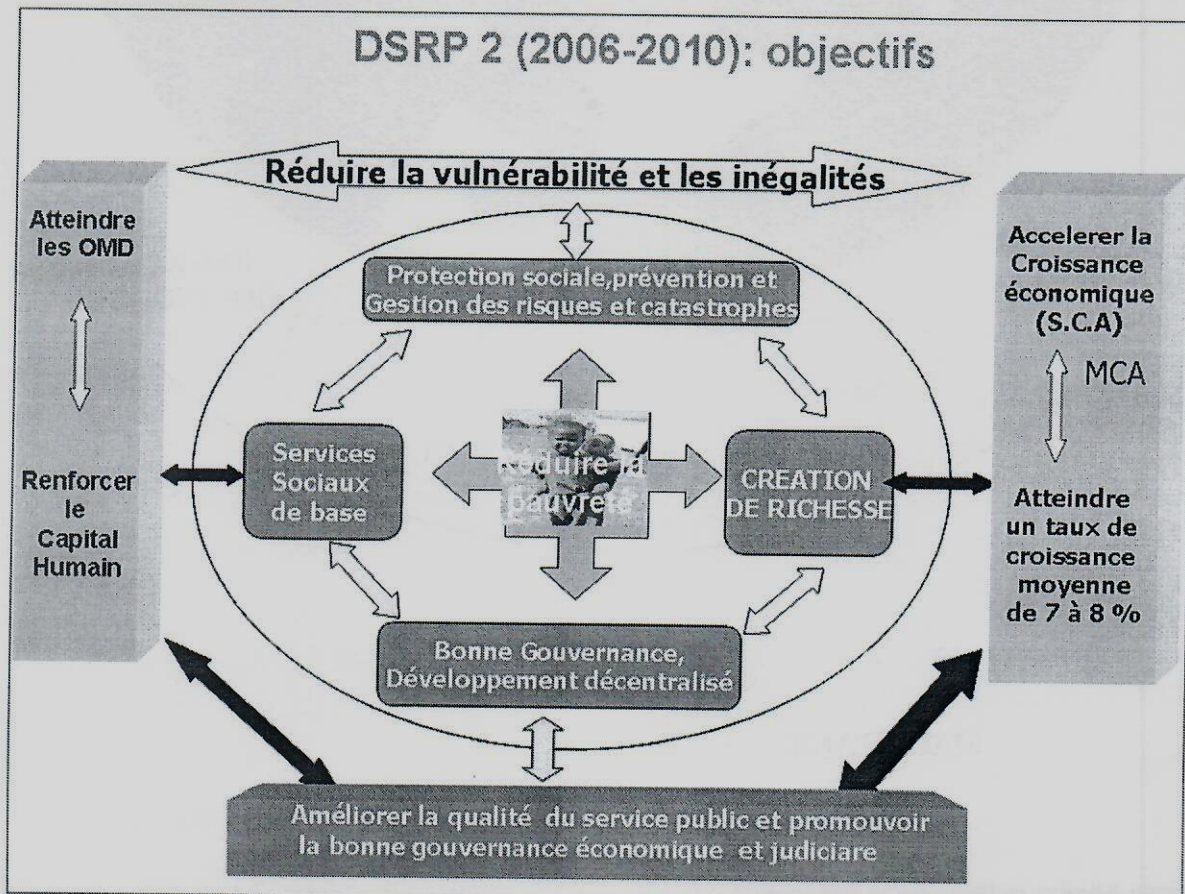 DSRP 2 (2006-2010): objectifs
Réduire la vulnérabilité et les inégalités
Atteindre
les OMD
Renforcer
le
Capital
Humain
Protection sociale,prévention et
Gestion des risques et catastrophes
Services
Sociaux
de base
Réduire la
pauvreté
CREATION
DE RICHESSE
Bonne Gouvernance,
Développement décentralisé
Accelerer la
Croissance
économique
(S.C.A)
MCA
Atteindre
un taux de
croissance
moyenne
de 7 à 8 %
Améliorer la qualité du service public et promouvoir
la bonne gouvernance économique et judiciare